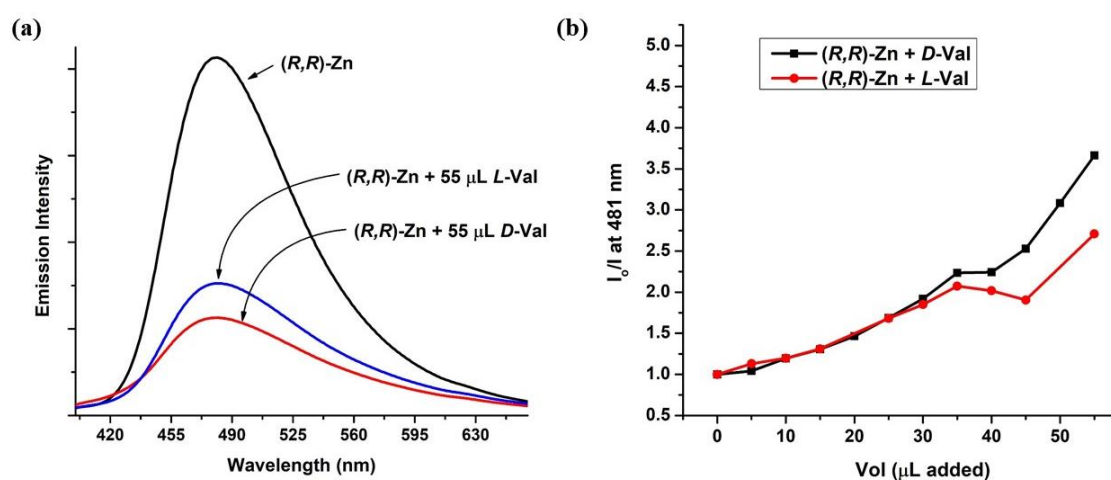 (a)
(R,R)-Zn
(R,R)-Zn + 55 μL L-Val
(R,R)-Zn + 55 μL D-Val
Emission Intensity
420 455 490 525 560 595 630
Wavelength (nm)
(b)
(R,R)-Zn + D-Val
(R,R)-Zn + L-Val
5.0
4.5
4.0
3.5
3.0
2.5
2.0
1.5
1.0
0.5
Io/I at 481 nm
0 10 20 30 40 50
Vol (μL added)